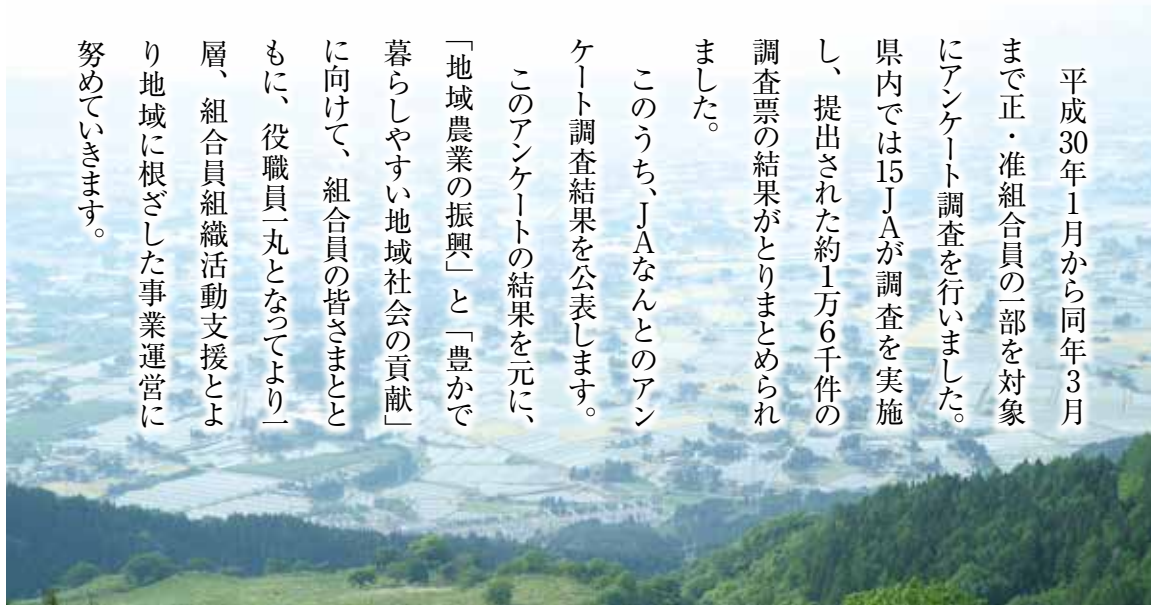 平成30年1月から同年3月
まで正・准組合員の一部を対象
にアンケート調査を行いました。
県内では15JAが調査を実施
し、提出された約1万6千件の
調査票の結果がとりまとめられ
ました。
このうち、JAなんとのアン
ケート調査結果を公表します。
このアンケートの結果を元に、
「地域農業の振興」と「豊かで
暮らしやすい地域社会の貢献」
に向けて、組合員の皆さまとと
もに、役職員一丸となってより一
層、組合員組織活動支援とよ
り地域に根ざした事業運営に
努めていきます。